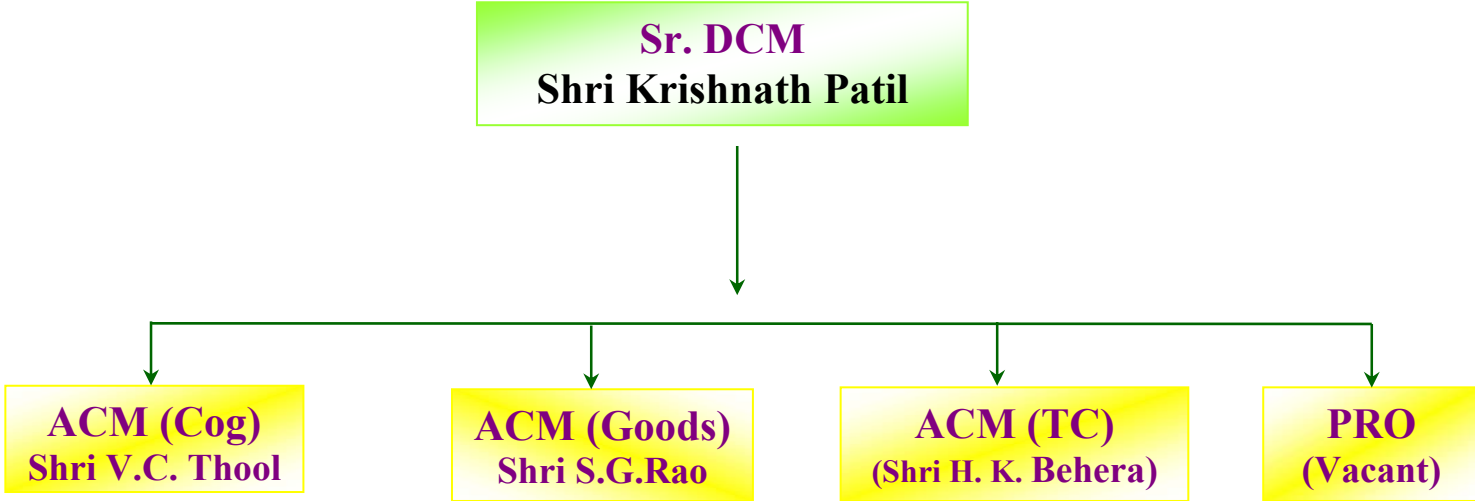 Sr. DCM
Shri Krishnath Patil
ACM (Cog)
Shri V.C. Thool
ACM (Goods)
Shri S.G.Rao
ACM (TC)
(Shri H. K. Behera)
PRO
(Vacant)